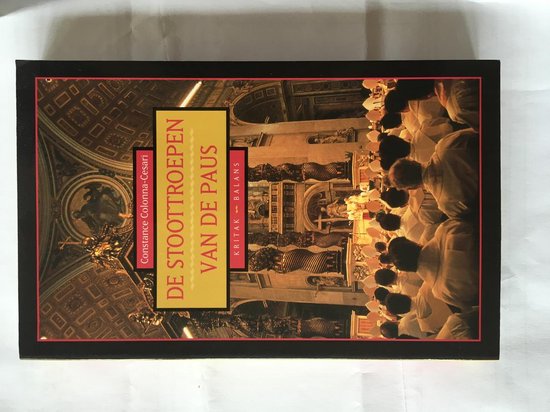 Constance Colonna-Cesari
DE STOOTTROEPEN
VAN DE PAUS
KRITAK — BALANS